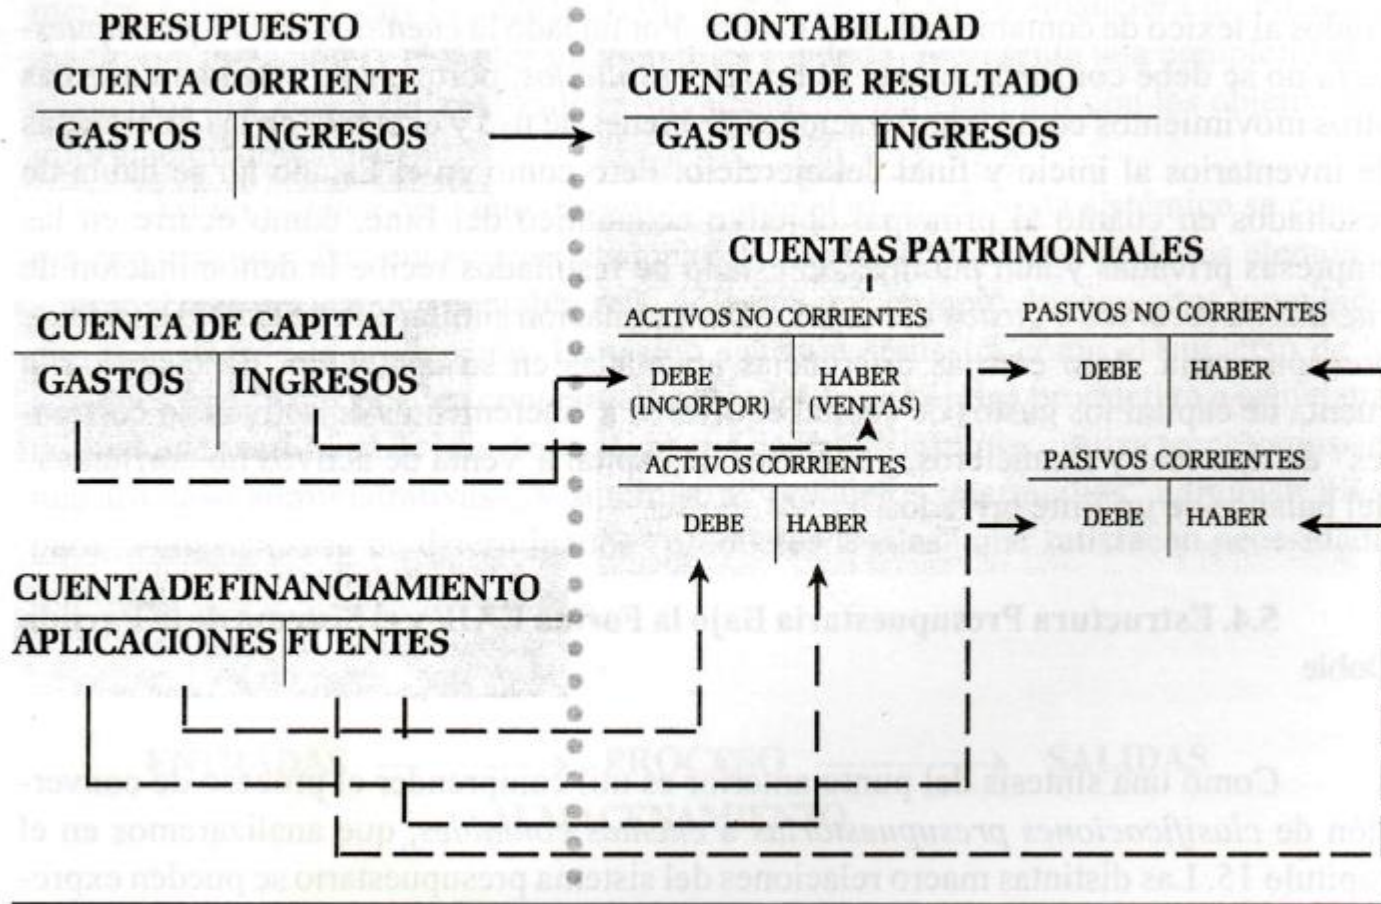 PRESUPUESTO
CUENTA CORRIENTE
GASTOS INGRESOS
CUENTA DE CAPITAL
GASTOS INGRESOS
CUENTA DE FINANCIAMIENTO
APLICACIONES FUENTES
CONTABILIDAD
CUENTAS DE RESULTADO
GASTOS INGRESOS
CUENTAS PATRIMONIALES
ACTIVOS NO CORRIENTES
DEBE HABER
(INCORPOR) (VENTAS)
ACTIVOS CORRIENTES
DEBE HABER
PASIVOS NO CORRIENTES
DEBE HABER
PASIVOS CORRIENTES
DEBE HABER